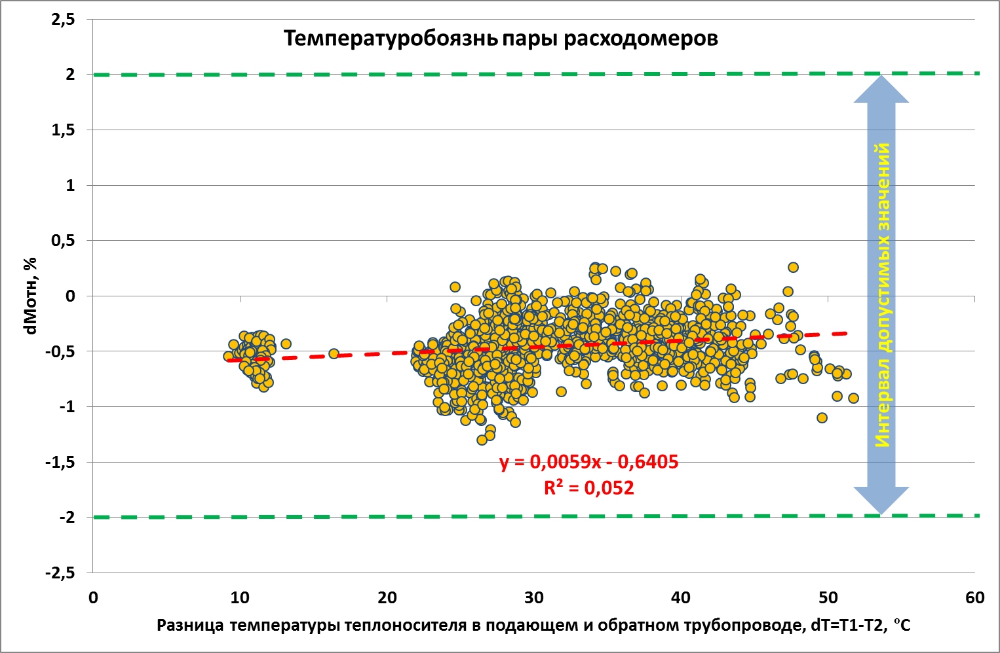 Температуробоязнь пары расходомеров
2,5
2
1,5
1
0,5
0
-0,5
-1
-1,5
-2
-2,5
dMотн, %
Интервал допустимых значений
y = 0,0059x - 0,6405
R² = 0,052
0 10 20 30 40 50 60
Разница температуры теплоносителя в подающем и обратном трубопроводе, dT=T1-T2, °C